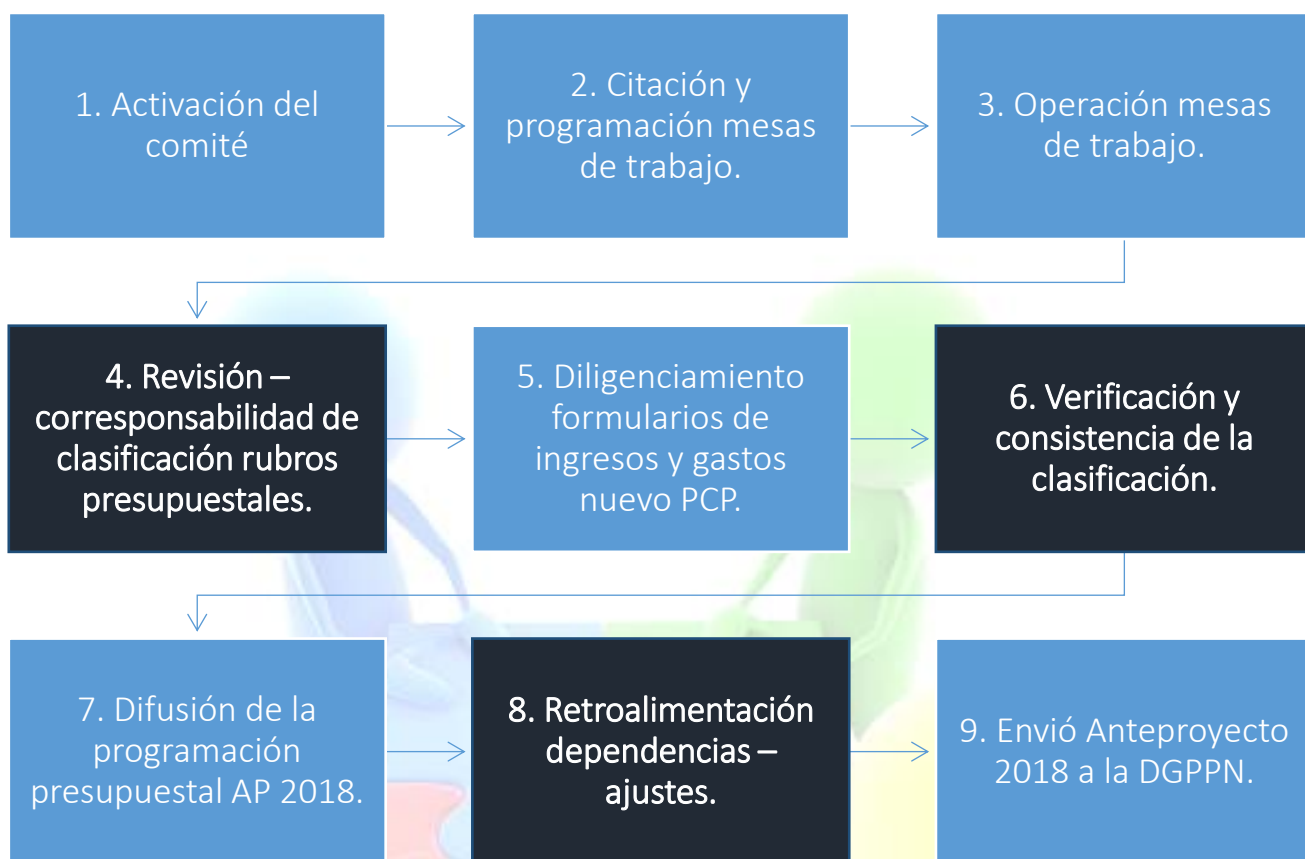 1. Activación del
comité
2. Citación y
programación mesas
de trabajo.
3. Operación mesas
de trabajo.
4. Revisión –
corresponsabilidad de
clasificación rubros
presupuestales.
5. Diligenciamiento
formularios de
ingresos y gastos
nuevo PCP.
6. Verificación y
consistencia de la
clasificación.
7. Difusión de la
programación
presupuestal AP 2018.
8. Retroalimentación
dependencias –
ajustes.
9. Envió Anteproyecto
2018 a la DGPPN.